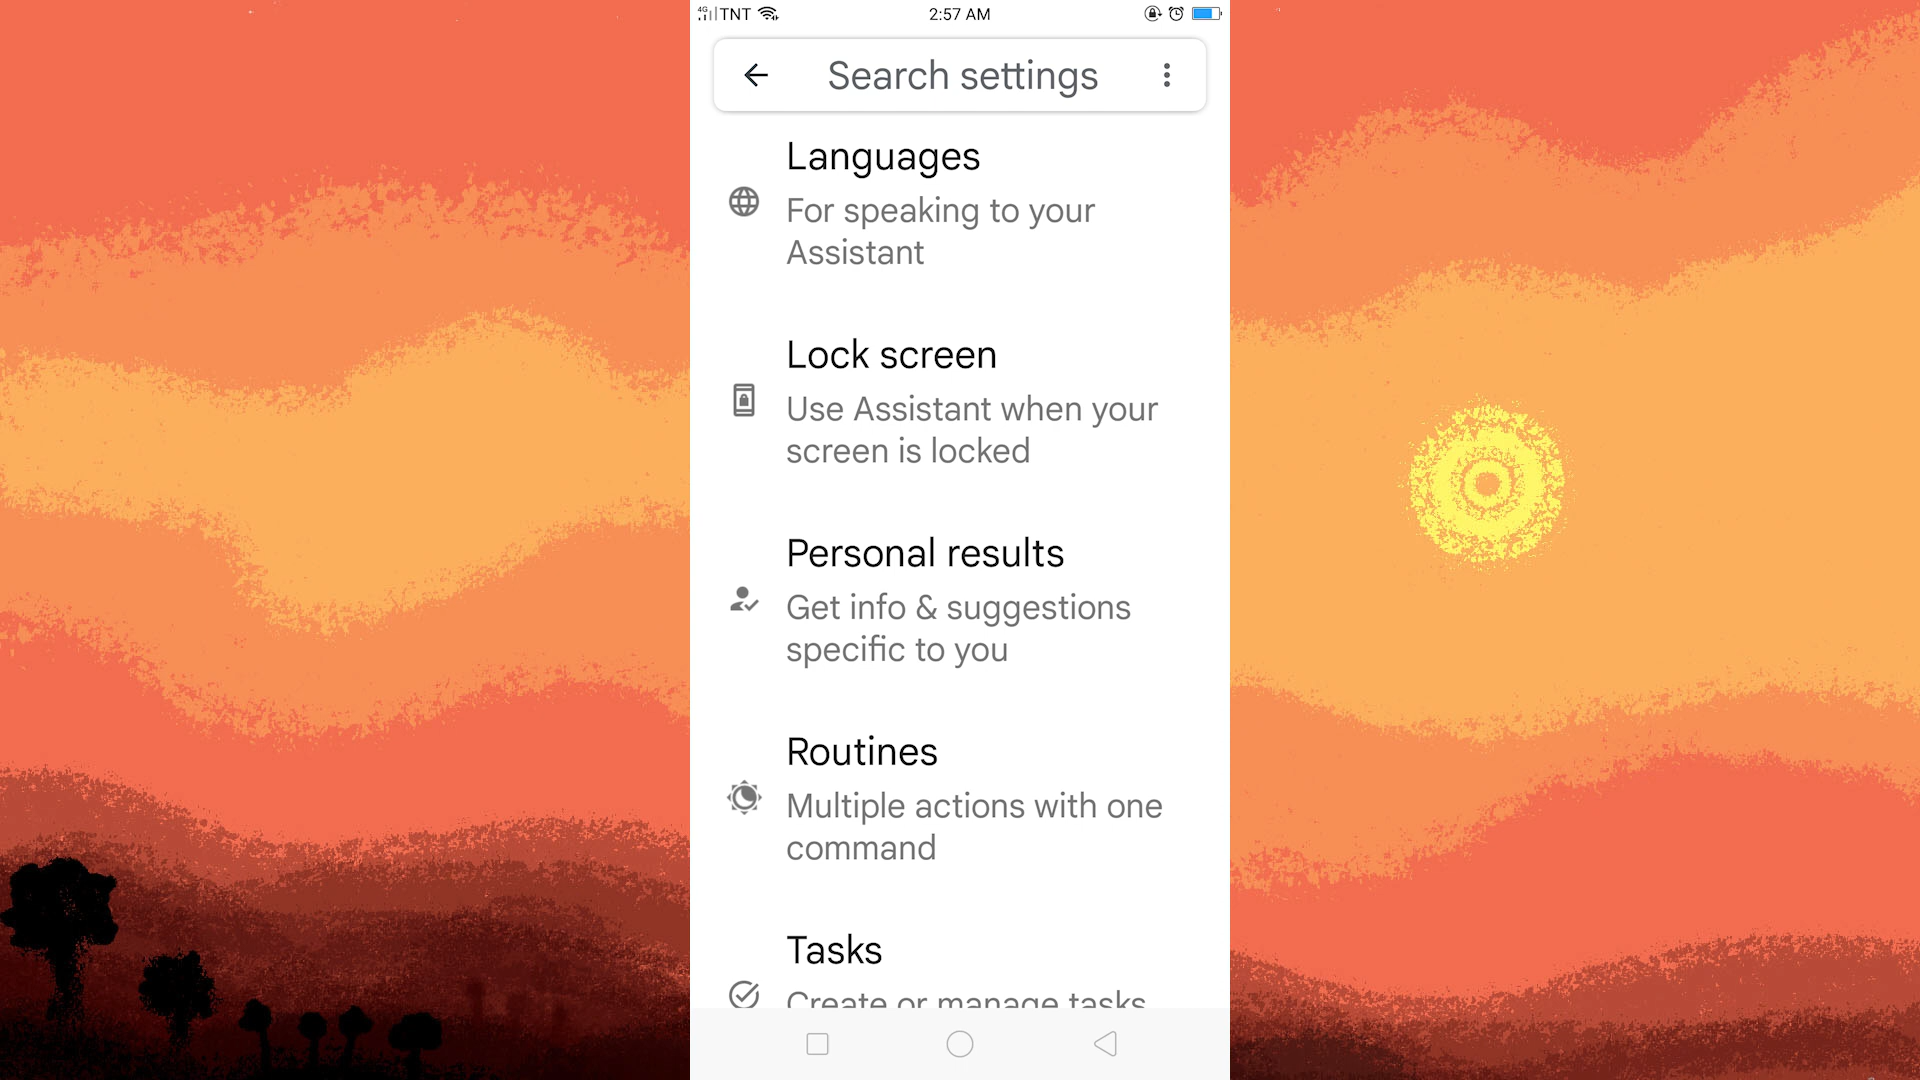 4G TNT 2:57 AM
Search settings
Languages
For speaking to your
Assistant
Lock screen
Use Assistant when your
screen is locked
Personal results
Get info & suggestions
specific to you
Routines
Multiple actions with one
command
Tasks
Create or manage tasks